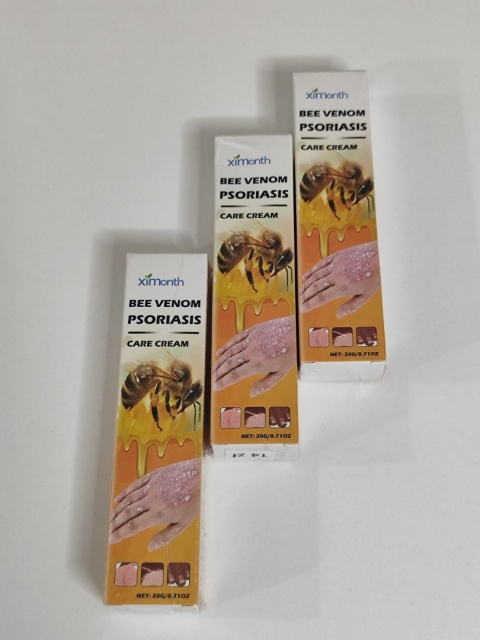 ximonth
BEE VENOM
PSORIASIS
CARE CREAM
NET: 20G/0.71OZ
ximonth
BEE VENOM
PSORIASIS
CARE CREAM
NET: 20G/0.71OZ
ximonth
BEE VENOM
PSORIASIS
CARE CREAM
NET: 20G/0.71OZ